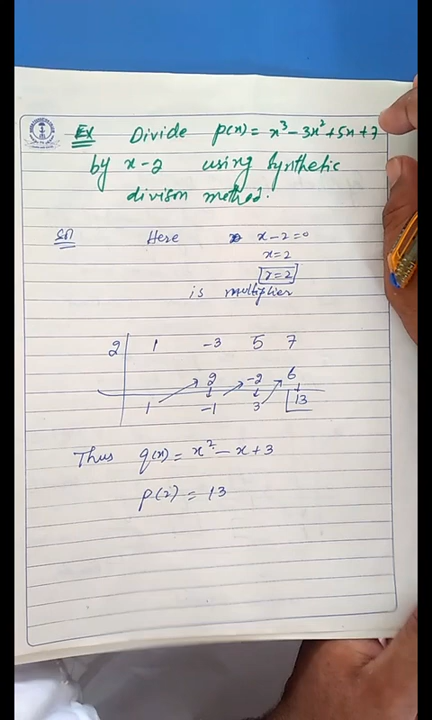 Ex Divide p(x) = x³ - 3x² + 5x + 7
by x-2 using Synthetic
divison method.
Sol Here x-2=0
x=2
x=2
is multiplier
2 1 -3 5 7
2 -2 6
1 -1 3 13
Thus q(x) = x² - x + 3
p(2) = 13